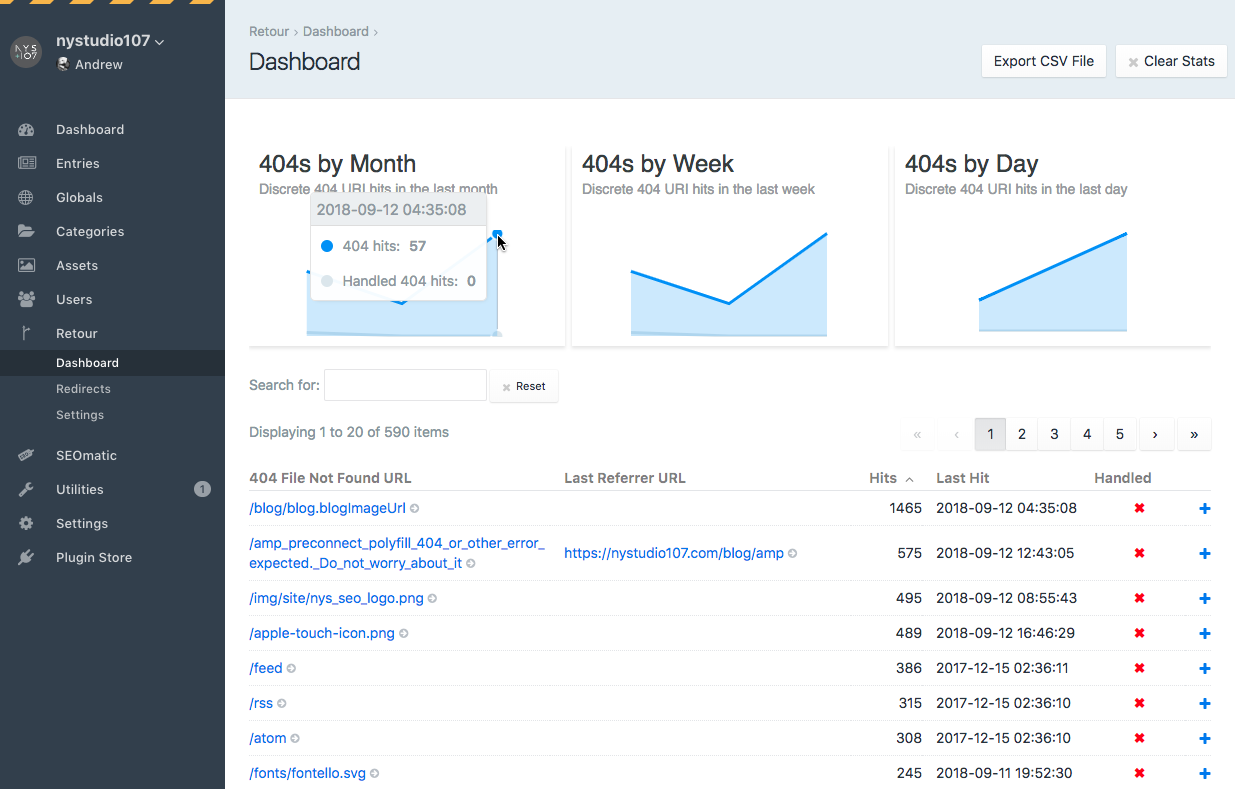 NYS
+107
nystudio107
Andrew
Dashboard
Entries
Globals
Categories
Assets
Users
Retour
Dashboard
Redirects
Settings
SEOmatic
Utilities 1
Settings
Plugin Store
Retour › Dashboard ›
Dashboard
Export CSV File
Clear Stats
404s by Month
Discrete 404 URI hits in the last month
2018-09-12 04:35:08
404 hits: 57
Handled 404 hits: 0
404s by Week
Discrete 404 URI hits in the last week
404s by Day
Discrete 404 URI hits in the last day
Search for:
Reset
Displaying 1 to 20 of 590 items
« ‹ 1 2 3 4 5 › »
404 File Not Found URL Last Referrer URL Hits Last Hit Handled
/blog/blog.blogImageUrl 1465 2018-09-12 04:35:08 ✖ +
/amp_preconnect_polyfill_404_or_other_error_
expected._Do_not_worry_about_it https://nystudio107.com/blog/amp 575 2018-09-12 12:43:05 ✖ +
/img/site/nys_seo_logo.png 495 2018-09-12 08:55:43 ✖ +
/apple-touch-icon.png 489 2018-09-12 16:46:29 ✖ +
/feed 386 2017-12-15 02:36:11 ✖ +
/rss 315 2017-12-15 02:36:10 ✖ +
/atom 308 2017-12-15 02:36:10 ✖ +
/fonts/fontello.svg 245 2018-09-11 19:52:30 ✖ +